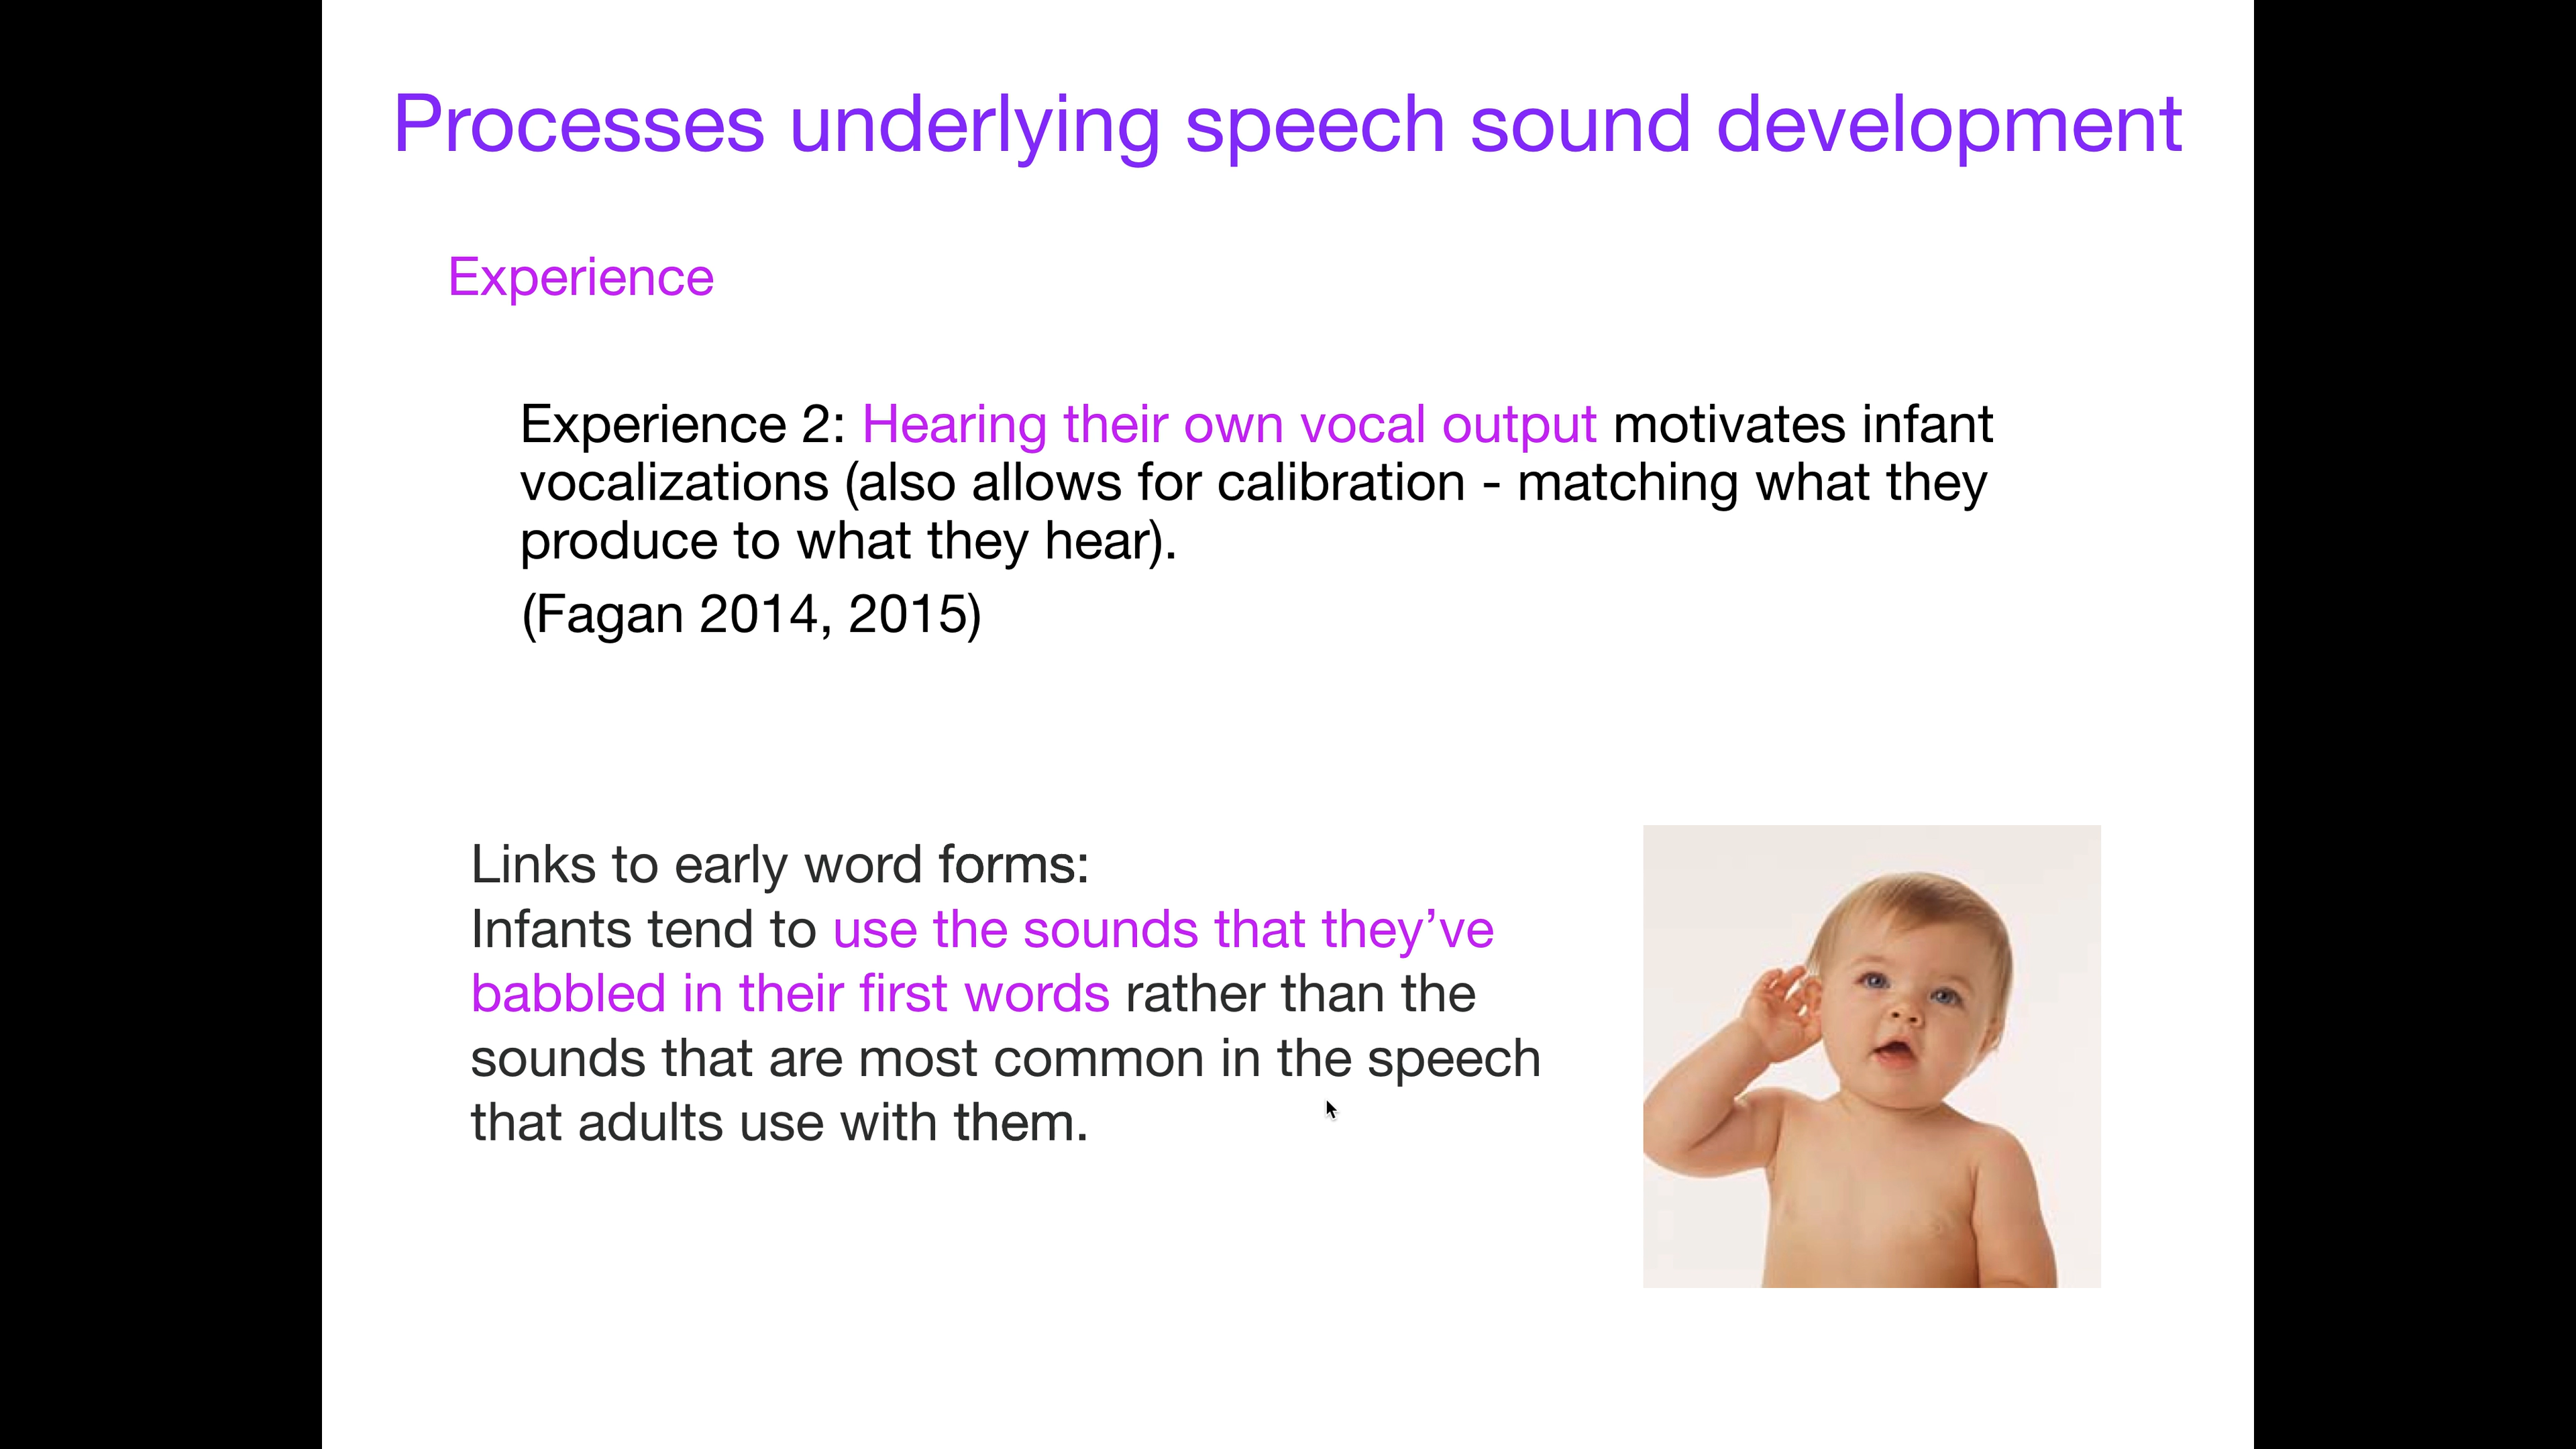 Processes underlying speech sound development
Experience
Experience 2: Hearing their own vocal output motivates infant
vocalizations (also allows for calibration - matching what they
produce to what they hear).
(Fagan 2014, 2015)
Links to early word forms:
Infants tend to use the sounds that they’ve
babbled in their first words rather than the
sounds that are most common in the speech
that adults use with them.